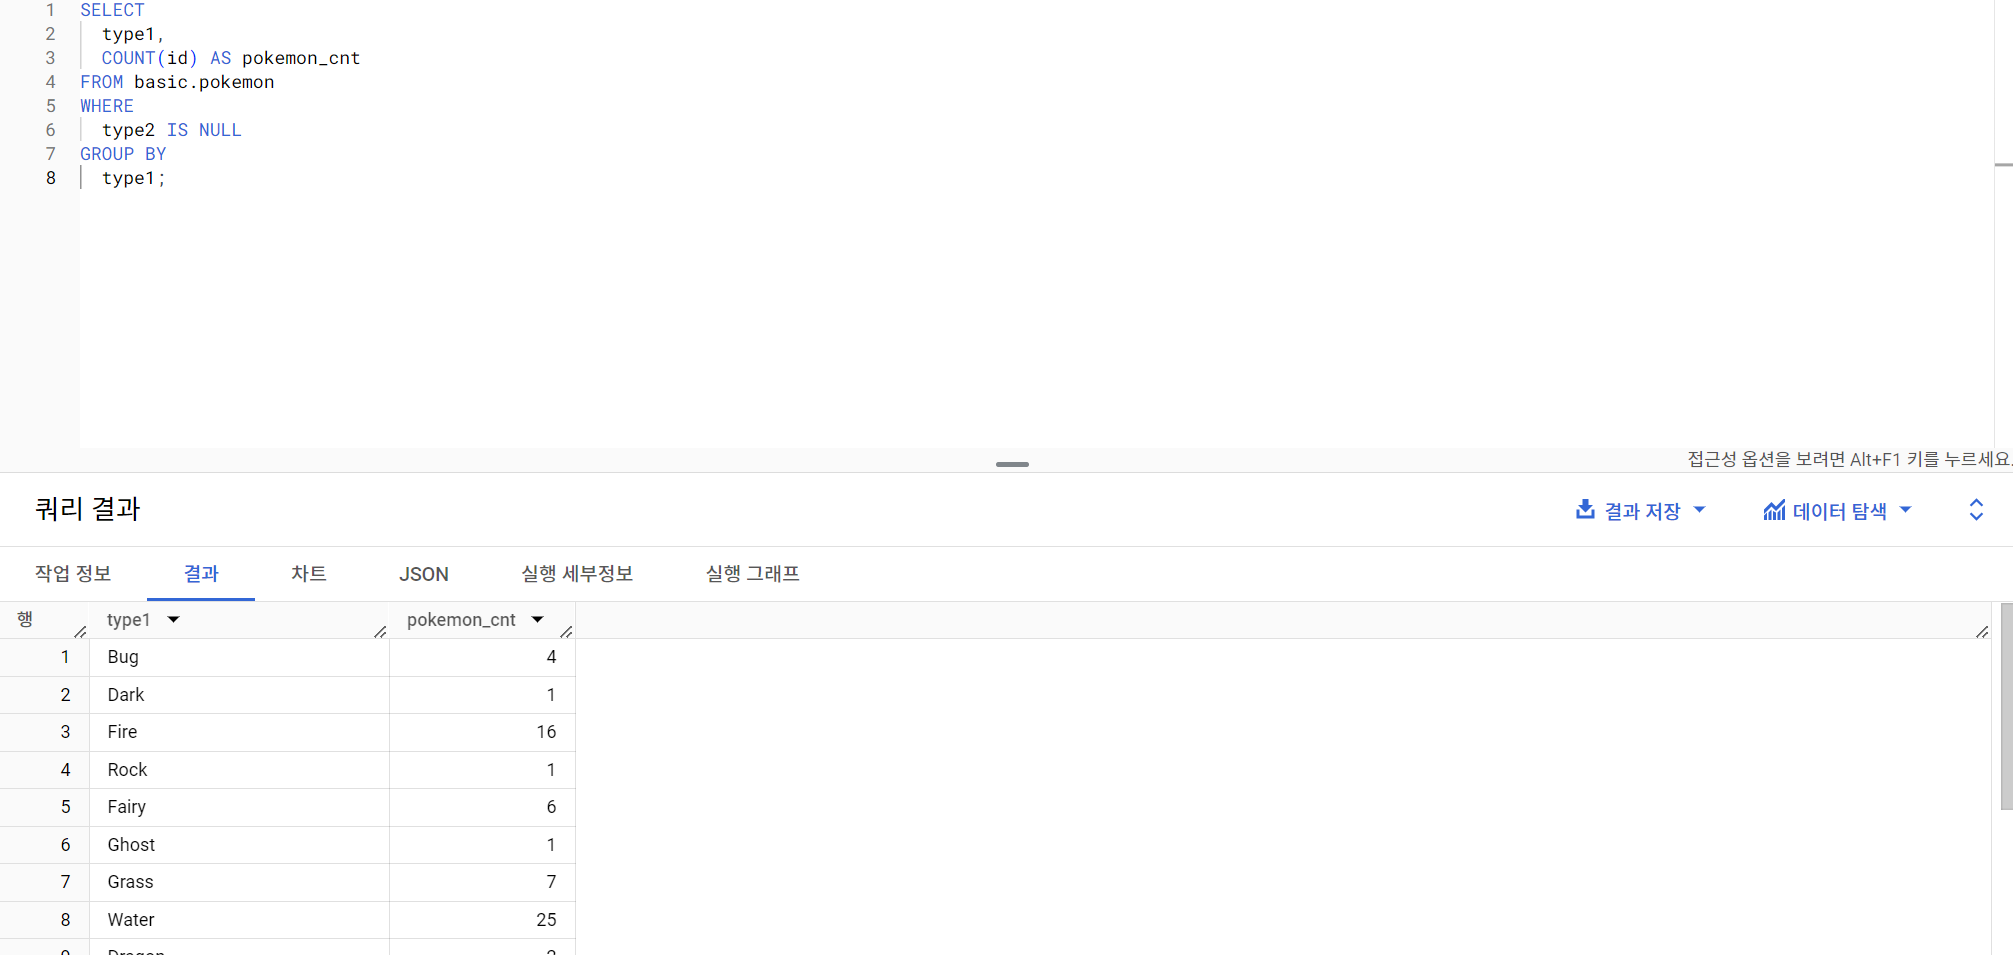 1 SELECT
2 type1,
3 COUNT(id) AS pokemon_cnt
4 FROM basic.pokemon
5 WHERE
6 type2 IS NULL
7 GROUP BY
8 type1;
접근성 옵션을 보려면 Alt+F1 키를 누르세요.
쿼리 결과
결과 저장 데이터 탐색
작업 정보 결과 차트 JSON 실행 세부정보 실행 그래프
행 type1 pokemon_cnt
1 Bug 4
2 Dark 1
3 Fire 16
4 Rock 1
5 Fairy 6
6 Ghost 1
7 Grass 7
8 Water 25
9 Dragon